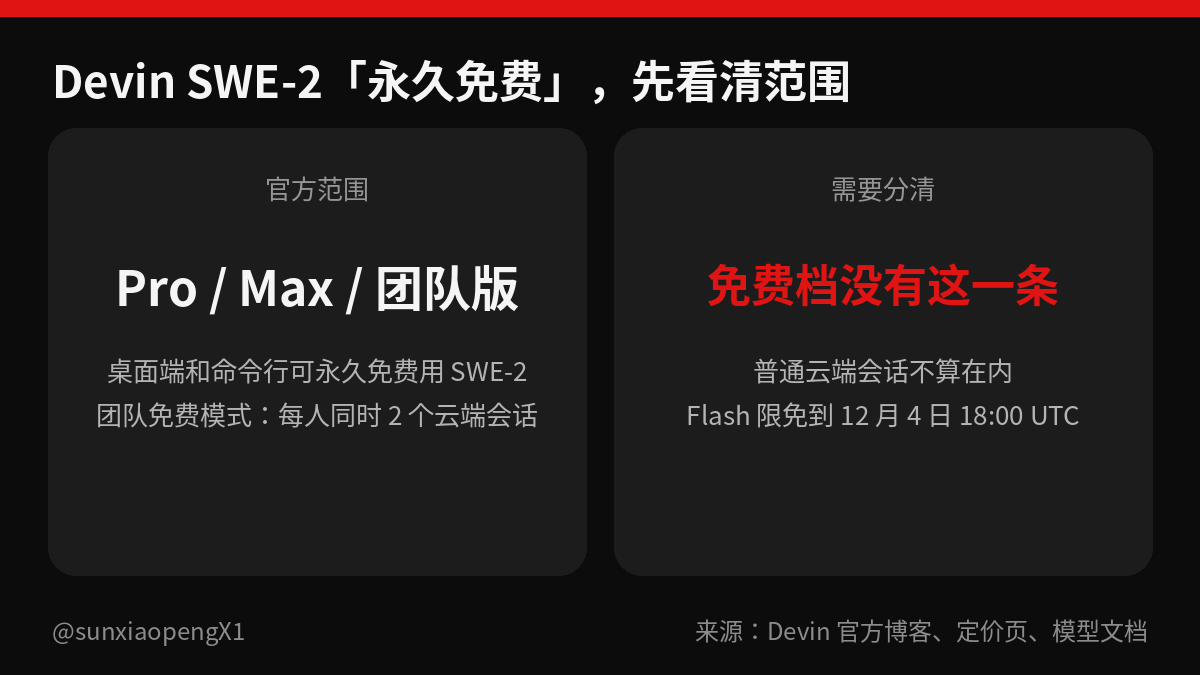 Devin SWE-2「永久免费」，先看清范围
官方范围
Pro / Max / 团队版
桌面端和命令行可永久免费用 SWE-2
团队免费模式：每人同时 2 个云端会话
需要分清
免费档没有这一条
普通云端会话不算在内
Flash 限免到 12 月 4 日 18:00 UTC
@sunxiaopengX1
来源：Devin 官方博客、定价页、模型文档